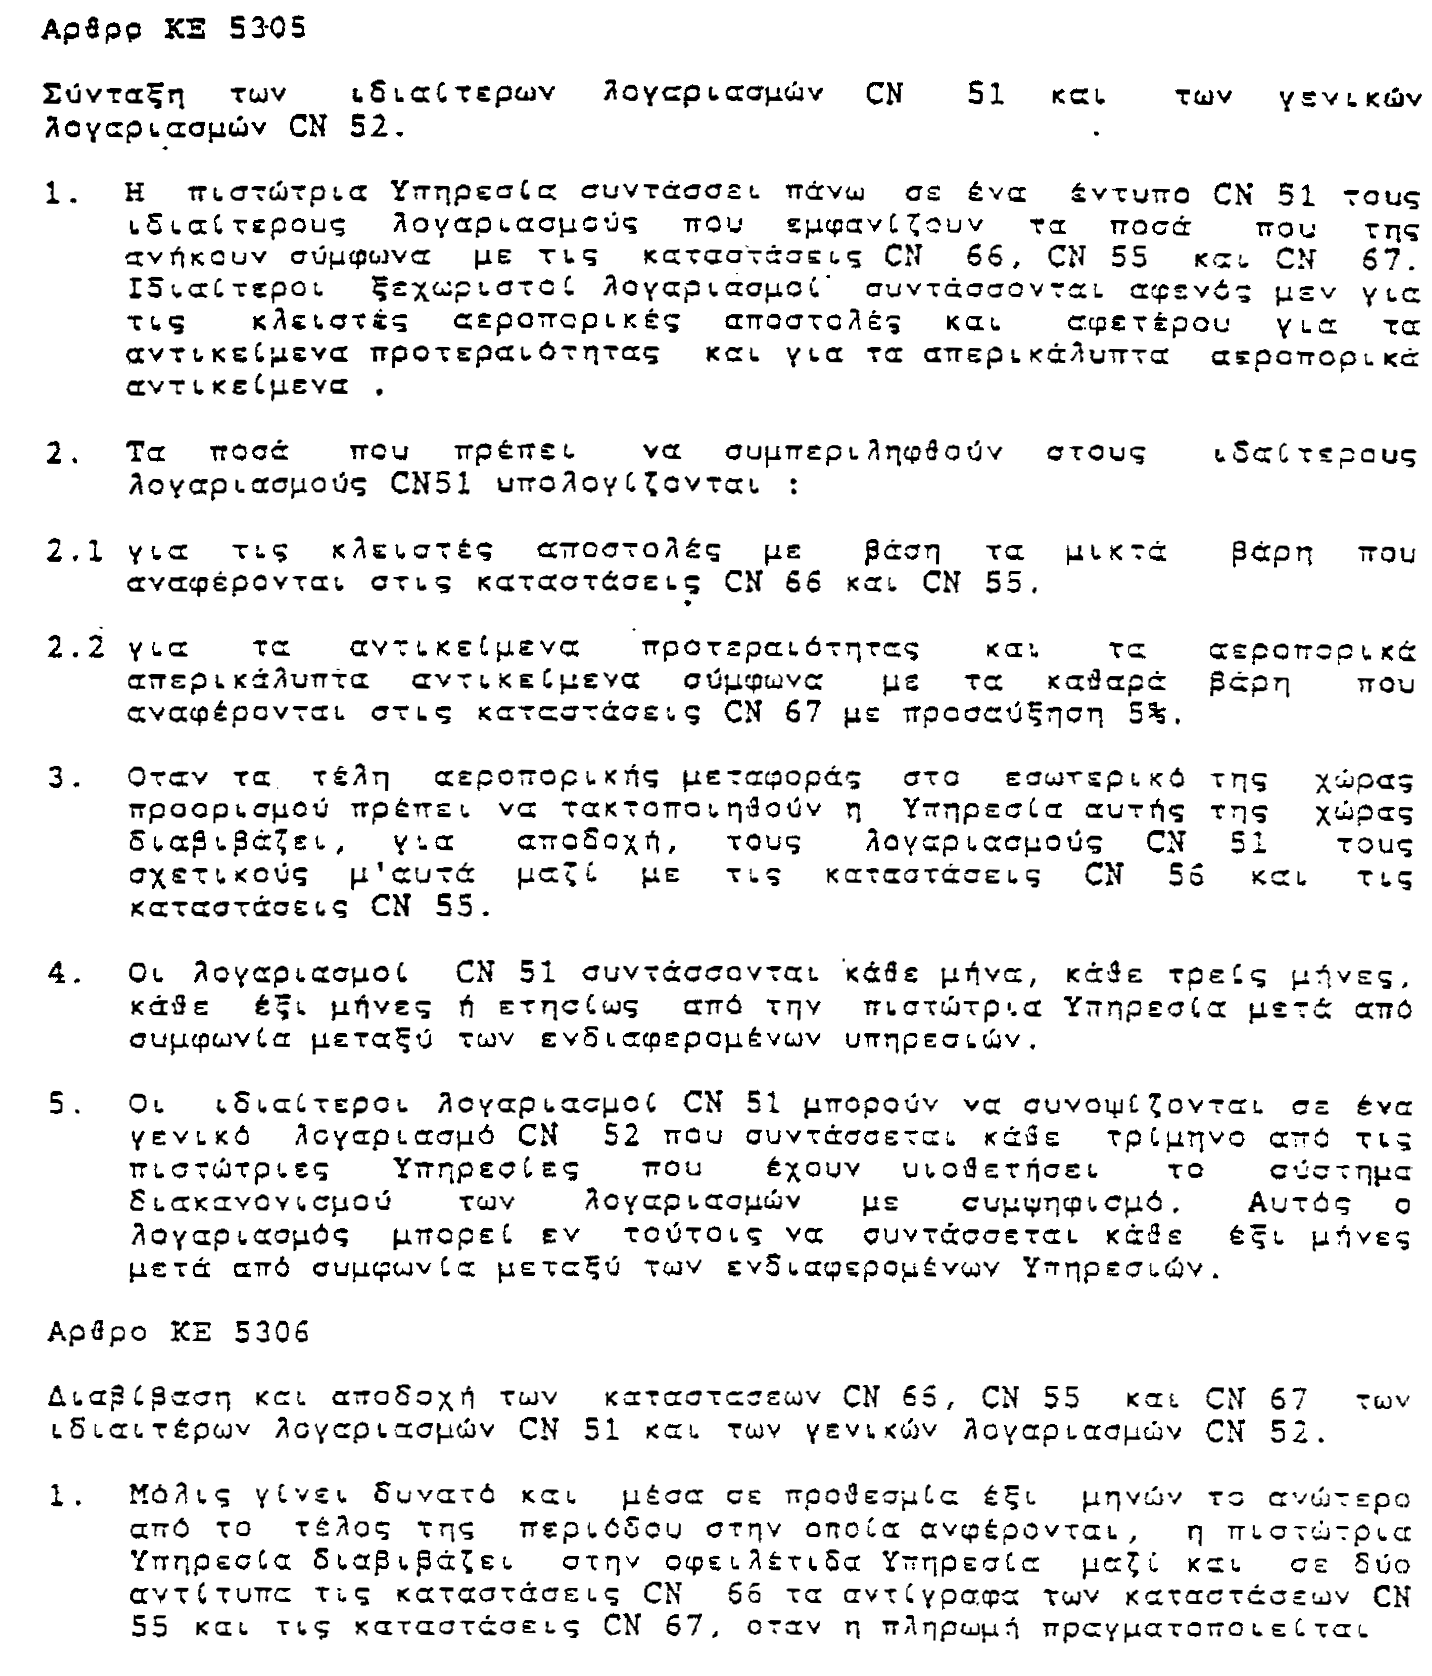 Αρθρο ΚΕ 5305
Σύνταξη των ιδιαίτερων λογαριασμών CN 51 και των γενικών
λογαριασμών CN 52.
1. Η πιστώτρια Υπηρεσία συντάσσει πάνω σε ένα έντυπο CN 51 τους
ιδιαίτερους λογαριασμούς που εμφανίζουν τα ποσά που της
ανήκουν σύμφωνα με τις καταστάσεις CN 66, CN 55 και CN 67.
Ιδιαίτεροι ξεχωριστοί λογαριασμοί συντάσσονται αφενός μεν για
τις κλειστές αεροπορικές αποστολές και αφετέρου για τα
αντικείμενα προτεραιότητας και για τα απερικάλυπτα αεροπορικά
αντικείμενα .
2. Τα ποσά που πρέπει να συμπεριληφθούν στους ιδαίτερους
λογαριασμούς CN51 υπολογίζονται :
2.1 για τις κλειστές αποστολές με βάση τα μικτά βάρη που
αναφέρονται στις καταστάσεις CN 66 και CN 55.
2.2 για τα αντικείμενα προτεραιότητας και τα αεροπορικά
απερικάλυπτα αντικείμενα σύμφωνα με τα καθαρά βάρη που
αναφέρονται στις καταστάσεις CN 67 με προσαύξηση 5%.
3. Οταν τα τέλη αεροπορικής μεταφοράς στο εσωτερικό της χώρας
προορισμού πρέπει να τακτοποιηθούν η Υπηρεσία αυτής της χώρας
διαβιβάζει, για αποδοχή, τους λογαριασμούς CN 51 τους
σχετικούς μ'αυτά μαζί με τις καταστάσεις CN 56 και τις
καταστάσεις CN 55.
4. Οι λογαριασμοί CN 51 συντάσσονται κάθε μήνα, κάθε τρείς μήνες,
κάθε έξι μήνες ή ετησίως από την πιστώτρια Υπηρεσία μετά από
συμφωνία μεταξύ των ενδιαφερομένων υπηρεσιών.
5. Οι ιδιαίτεροι λογαριασμοί CN 51 μπορούν να συνοψίζονται σε ένα
γενικό λογαριασμό CN 52 που συντάσσεται κάθε τρίμηνο από τις
πιστώτριες Υπηρεσίες που έχουν υιοθετήσει το σύστημα
διακανονισμού των λογαριασμών με συμψηφισμό. Αυτός ο
λογαριασμός μπορεί εν τούτοις να συντάσσεται κάθε έξι μήνες
μετά από συμφωνία μεταξύ των ενδιαφερομένων Υπηρεσιών.
Αρθρο ΚΕ 5306
Διαβίβαση και αποδοχή των καταστασεων CN 66, CN 55 και CN 67 των
ιδιαιτέρων λογαριασμών CN 51 και των γενικών λογαριασμών CN 52.
1. Μόλις γίνει δυνατό και μέσα σε προθεσμία έξι μηνών το ανώτερο
από το τέλος της περιόδου στην οποία ανφέρονται, η πιστώτρια
Υπηρεσία διαβιβάζει στην οφειλέτιδα Υπηρεσία μαζί και σε δύο
αντίτυπα τις καταστάσεις CN 66 τα αντίγραφα των καταστάσεων CN
55 και τις καταστάσεις CN 67, οταν η πληρωμή πραγματοποιείται